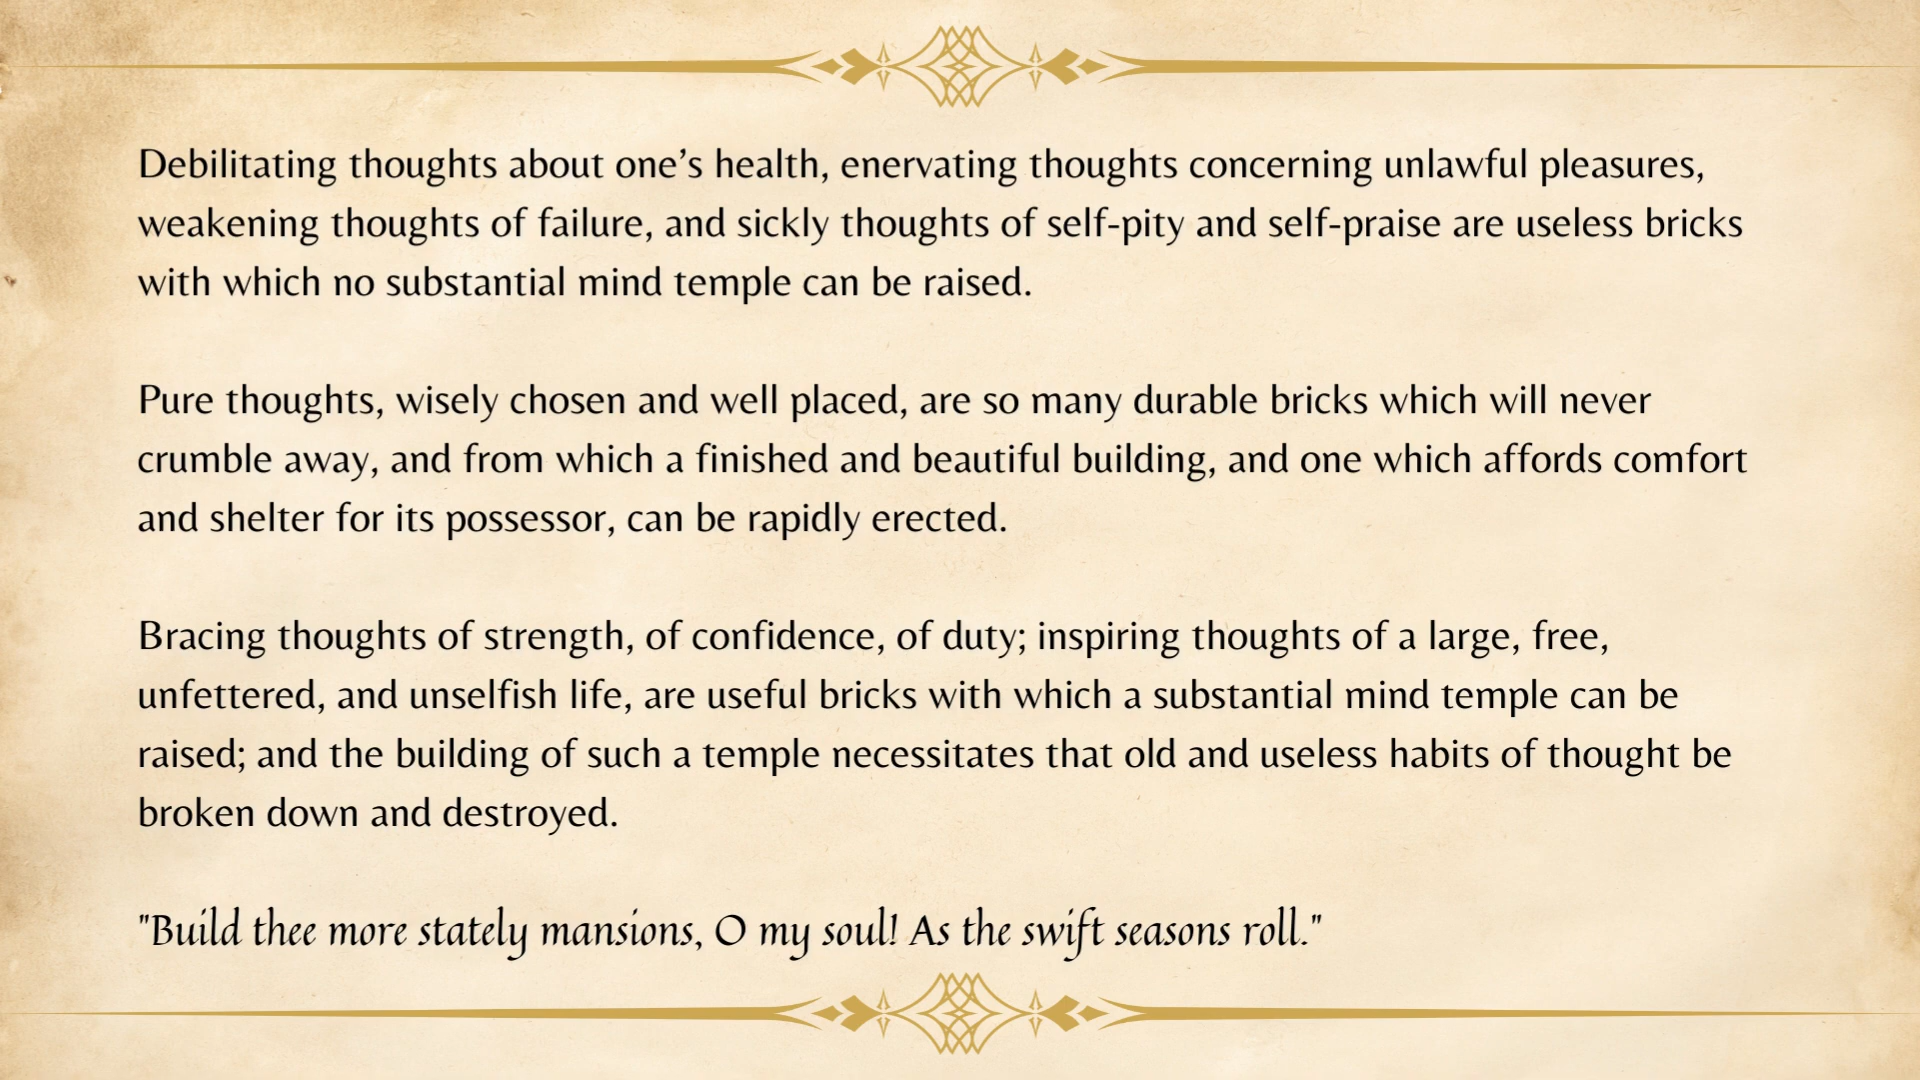 Debilitating thoughts about one’s health, enervating thoughts concerning unlawful pleasures,
weakening thoughts of failure, and sickly thoughts of self-pity and self-praise are useless bricks
with which no substantial mind temple can be raised.
Pure thoughts, wisely chosen and well placed, are so many durable bricks which will never
crumble away, and from which a finished and beautiful building, and one which affords comfort
and shelter for its possessor, can be rapidly erected.
Bracing thoughts of strength, of confidence, of duty; inspiring thoughts of a large, free,
unfettered, and unselfish life, are useful bricks with which a substantial mind temple can be
raised; and the building of such a temple necessitates that old and useless habits of thought be
broken down and destroyed.
"Build thee more stately mansions, O my soul! As the swift seasons roll."